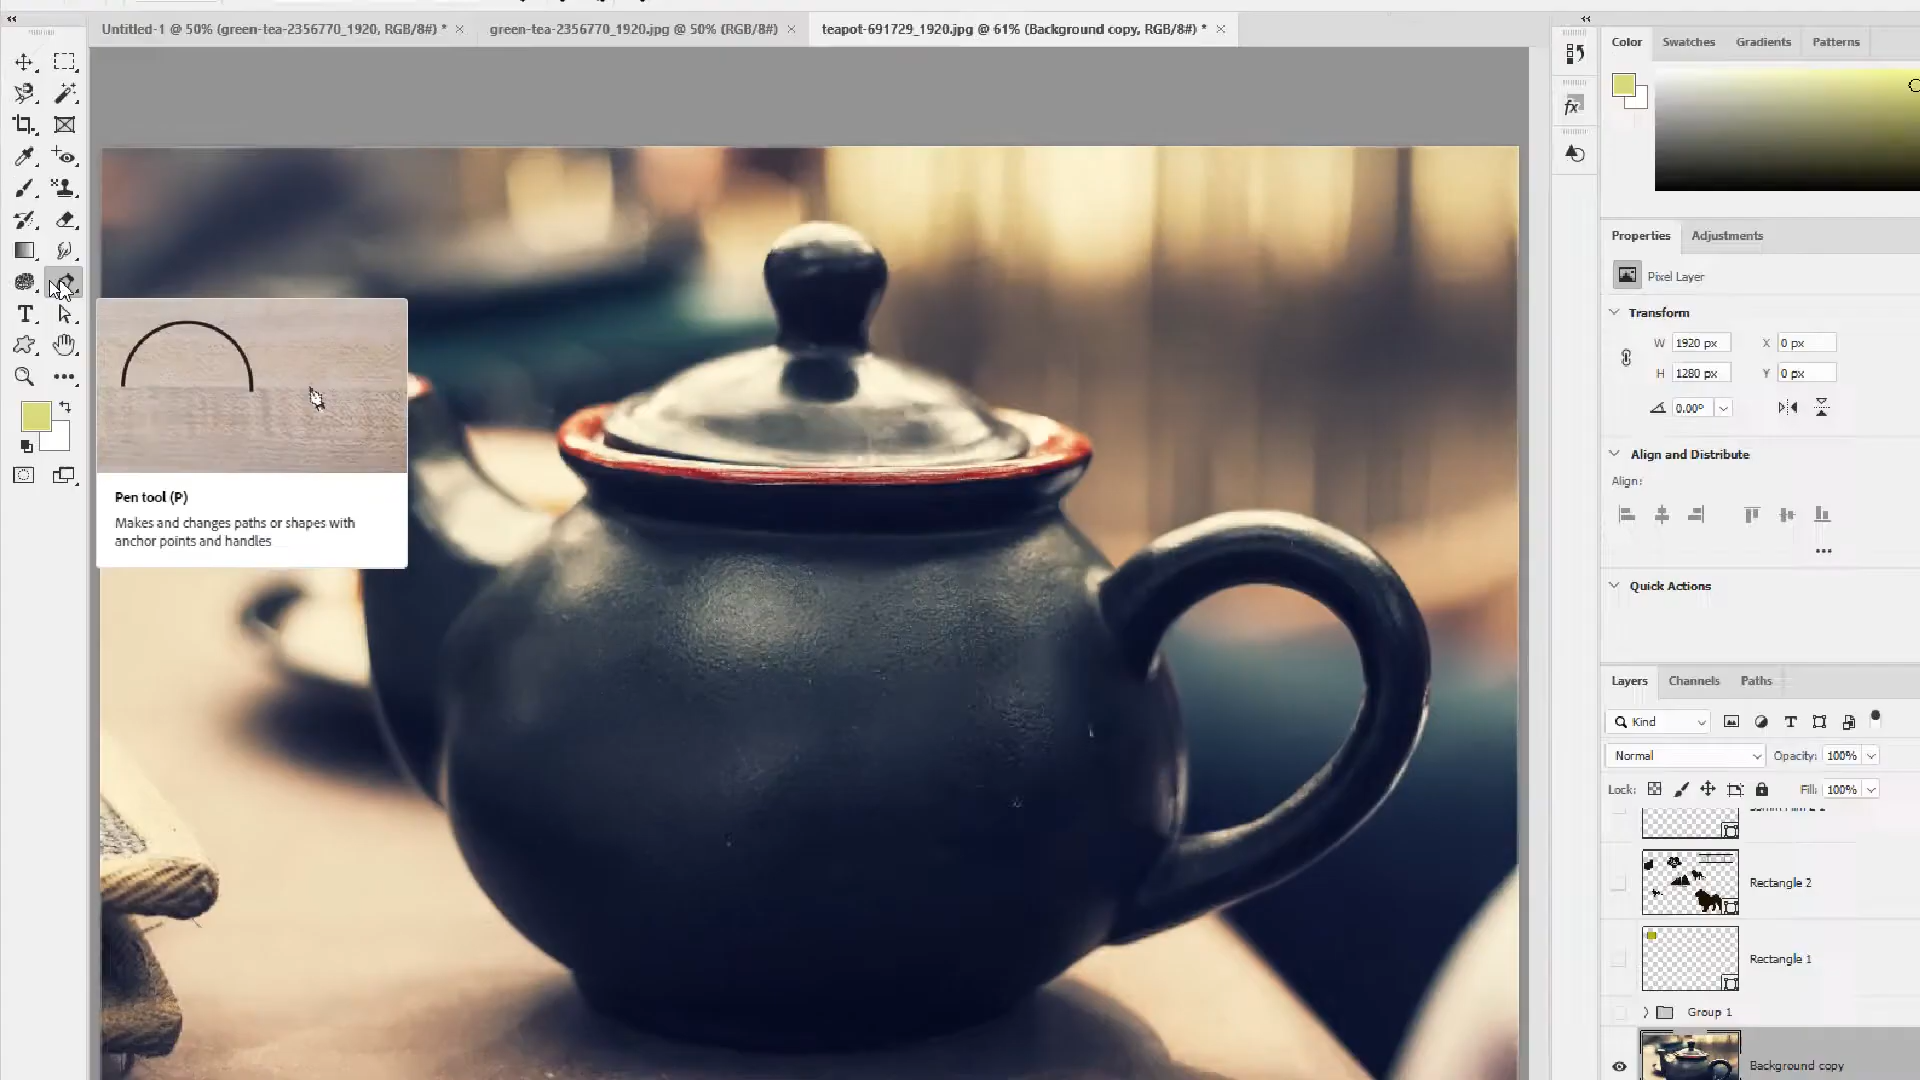 Untitled-1 @ 50% (green-tea-2356770_1920, RGB/8#) *
green-tea-2356770_1920.jpg @ 50% (RGB/8#)
teapot-691729_1920.jpg @ 61% (Background copy, RGB/8#) *
Color
Swatches
Gradients
Patterns
fx
Properties
Adjustments
Pixel Layer
Transform
W 1920 px X 0 px
H 1280 px Y 0 px
0.00°
Align and Distribute
Align:
Quick Actions
Pen tool (P)
Makes and changes paths or shapes with
anchor points and handles
Layers
Channels
Paths
Kind
Normal
Opacity: 100%
Lock:
Fill: 100%
Rectangle 2
Rectangle 1
Group 1
Background copy